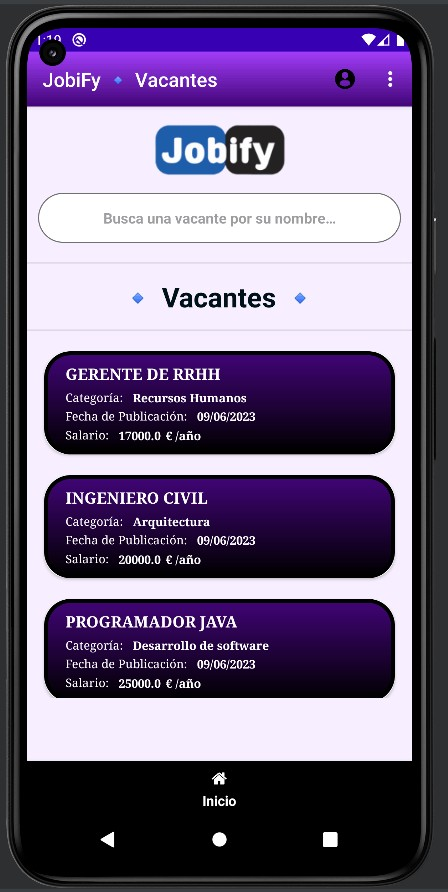 1:19
JobiFy 🔹 Vacantes
Jobify
Busca una vacante por su nombre...
🔹 Vacantes 🔹
GERENTE DE RRHH
Categoría: Recursos Humanos
Fecha de Publicación: 09/06/2023
Salario: 17000.0 €/año
INGENIERO CIVIL
Categoría: Arquitectura
Fecha de Publicación: 09/06/2023
Salario: 20000.0 €/año
PROGRAMADOR JAVA
Categoría: Desarrollo de software
Fecha de Publicación: 09/06/2023
Salario: 25000.0 €/año
Inicio